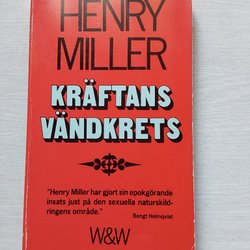 HENRY
MILLER
KRÄFTANS
VÄNDKRETS
"Henry Miller har gjort sin epokgörande
insats just på den sexuella naturskild-
ringens område."
Bengt Holmqvist
W&W